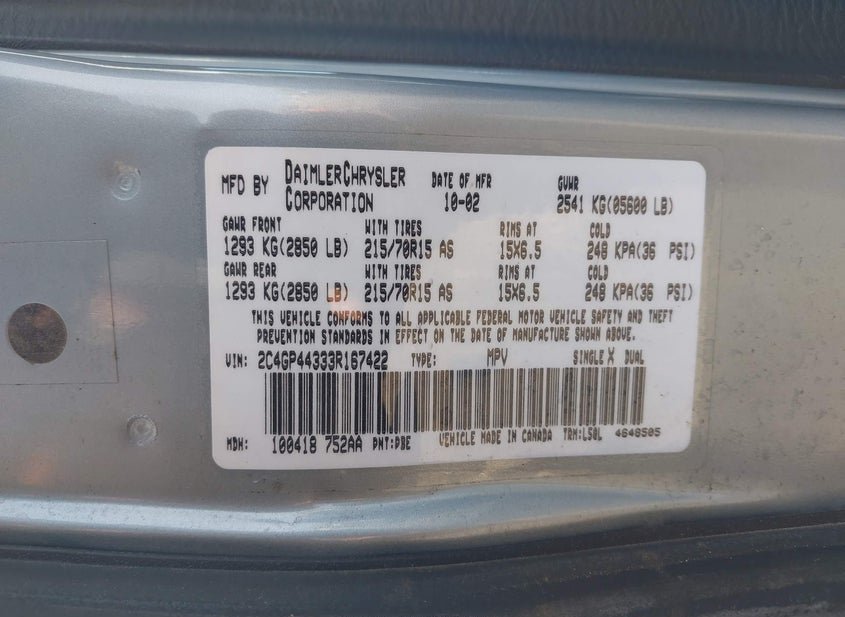 MFD BY DAIMLERCHRYSLER CORPORATION DATE OF MFR 10-02 GVWR 2541 KG(05600 LB)
GAWR FRONT WITH TIRES RIMS AT COLD
1293 KG(2850 LB) 215/70R15 AS 15X6.5 248 KPA(36 PSI)
GAWR REAR WITH TIRES RIMS AT COLD
1293 KG(2850 LB) 215/70R15 AS 15X6.5 248 KPA(36 PSI)
THIS VEHICLE CONFORMS TO ALL APPLICABLE FEDERAL MOTOR VEHICLE SAFETY AND THEFT
PREVENTION STANDARDS IN EFFECT ON THE DATE OF MANUFACTURE SHOWN ABOVE.
VIN: 2C4GP44333R167422 TYPE: MPV SINGLE X DUAL
MDH: 100418 752AA PNT:PBE VEHICLE MADE IN CANADA TRM:L50L 4648505